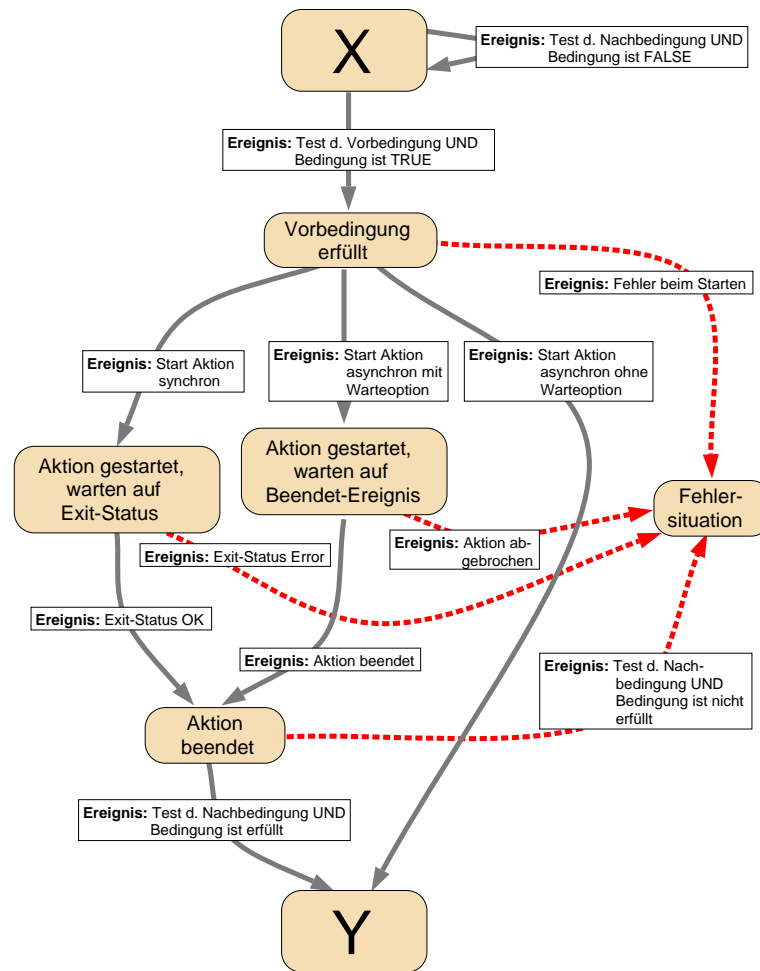 X
Ereignis: Test d. Nachbedingung UND
Bedingung ist FALSE
Ereignis: Test d. Vorbedingung UND
Bedingung ist TRUE
Vorbedingung
erfüllt
Ereignis: Fehler beim Starten
Ereignis: Start Aktion
synchron
Ereignis: Start Aktion
asynchron mit
Warteoption
Ereignis: Start Aktion
asynchron ohne
Warteoption
Aktion gestartet,
warten auf
Exit-Status
Aktion gestartet,
warten auf
Beendet-Ereignis
Fehler-
situation
Ereignis: Exit-Status Error
Ereignis: Aktion ab-
gebrochen
Ereignis: Exit-Status OK
Ereignis: Aktion beendet
Ereignis: Test d. Nach-
bedingung UND
Bedingung ist nicht
erfüllt
Aktion
beendet
Ereignis: Test d. Nachbedingung UND
Bedingung ist erfüllt
Y